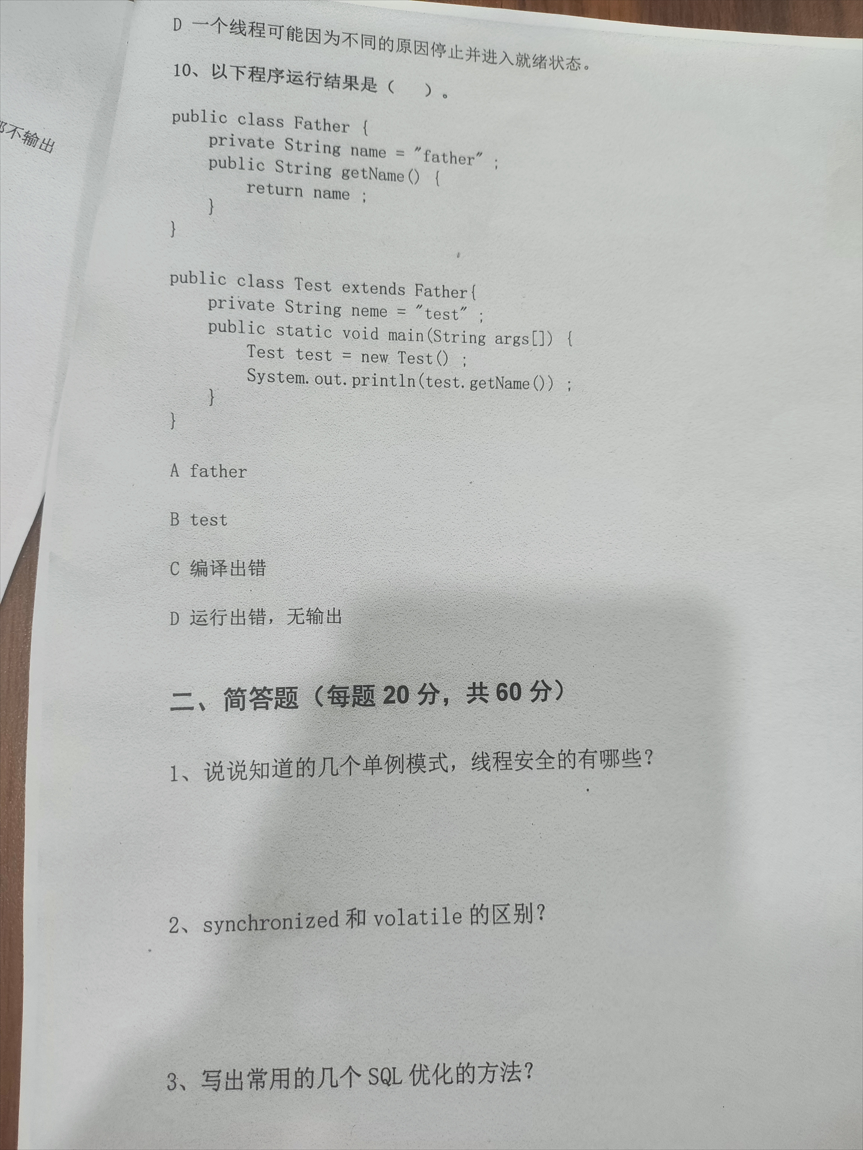 D 一个线程可能因为不同的原因停止并进入就绪状态。
10、以下程序运行结果是（ ）。
public class Father {
private String name = "father" ;
public String getName() {
return name ;
}
}
public class Test extends Father{
private String neme = "test" ;
public static void main(String args[]) {
Test test = new Test() ;
System.out.println(test.getName()) ;
}
}
A father
B test
C 编译出错
D 运行出错，无输出
二、简答题（每题 20 分，共 60 分）
1、说说知道的几个单例模式，线程安全的有哪些？
2、synchronized 和 volatile 的区别？
3、写出常用的几个 SQL 优化的方法？
不输出